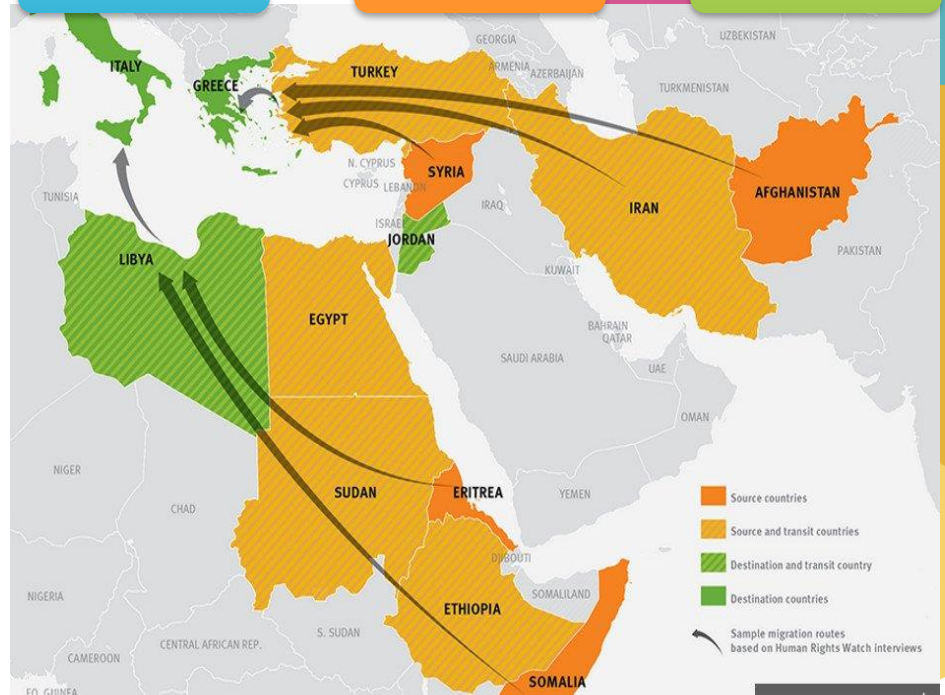 UZBEKISTAN
GEORGIA
ITALY
ARMENIA
TURKEY
AZERBAIJAN
GREECE
TURKMENISTAN
N. CYPRUS
SYRIA
CYPRUS
LEBANON
AFGHANISTAN
TUNISIA
IRAQ
IRAN
ISRAEL
JORDAN
PAKISTAN
LIBYA
KUWAIT
EGYPT
BAHRAIN
QATAR
SAUDI ARABIA
UAE
OMAN
NIGER
SUDAN
ERITREA
YEMEN
CHAD
DJIBOUTI
SOMALILAND
NIGERIA
ETHIOPIA
S. SUDAN
CENTRAL AFRICAN REP.
CAMEROON
SOMALIA
EQ. GUINEA
Source countries
Source and transit countries
Destination and transit country
Destination countries
Sample migration routes
based on Human Rights Watch interviews